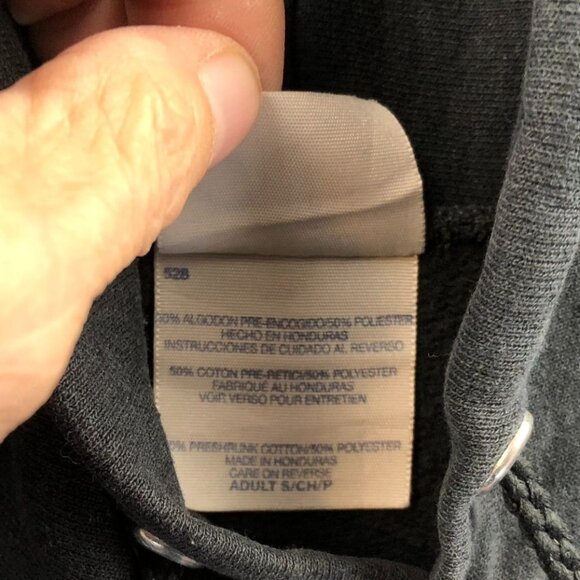 528
50% ALGODON PRE-ENCOGIDO/50% POLIESTER
HECHO EN HONDURAS
INSTRUCCIONES DE CUIDADO AL REVERSO
50% COTON PRE-RETICI/50% POLYESTER
FABRIQUÉ AU HONDURAS
VOIR VERSO POUR ENTRETIEN
0% PRESHRUNK COTTON/50% POLYESTER
MADE IN HONDURAS
CARE ON REVERSE
ADULT S/CH/P